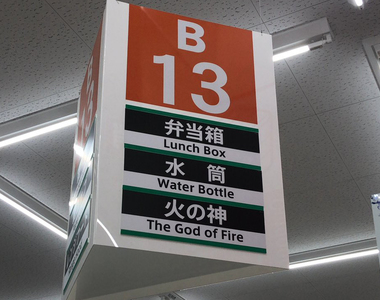 B
13
弁当箱
Lunch Box
水 筒
Water Bottle
火の神
The God of Fire